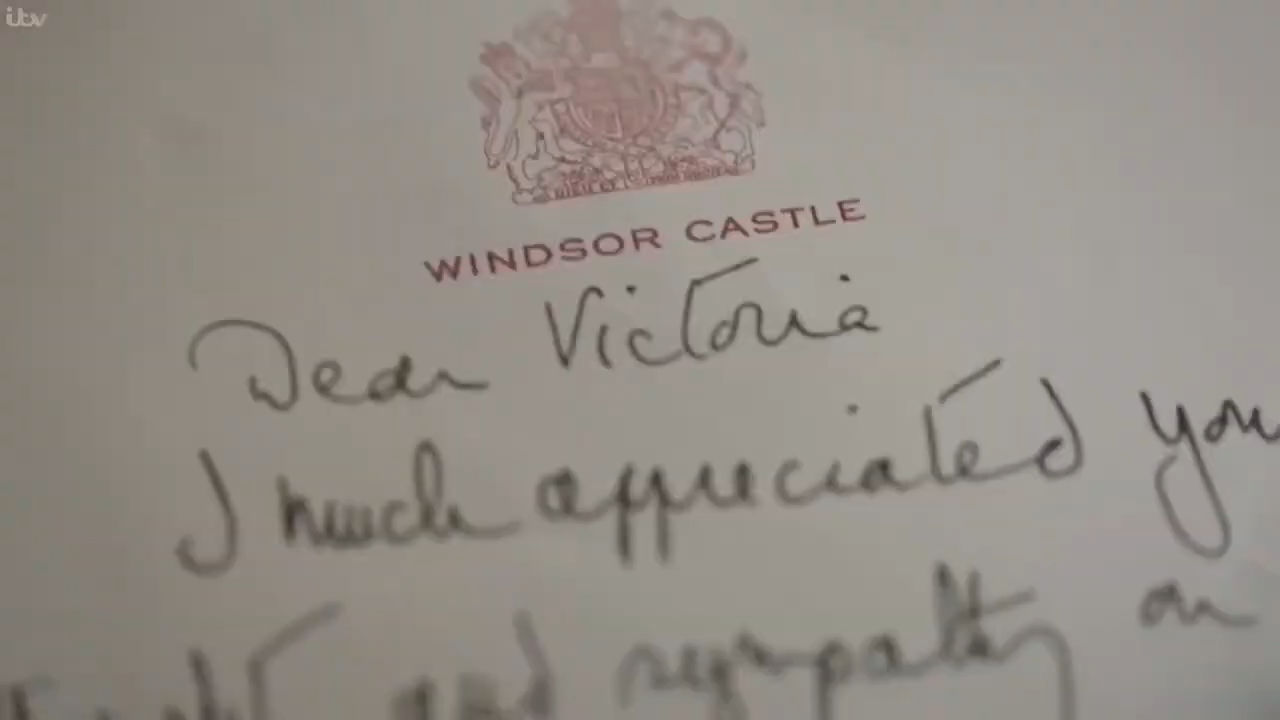 itv
WINDSOR CASTLE
Dear Victoria
I much appreciated you
and sympathy on